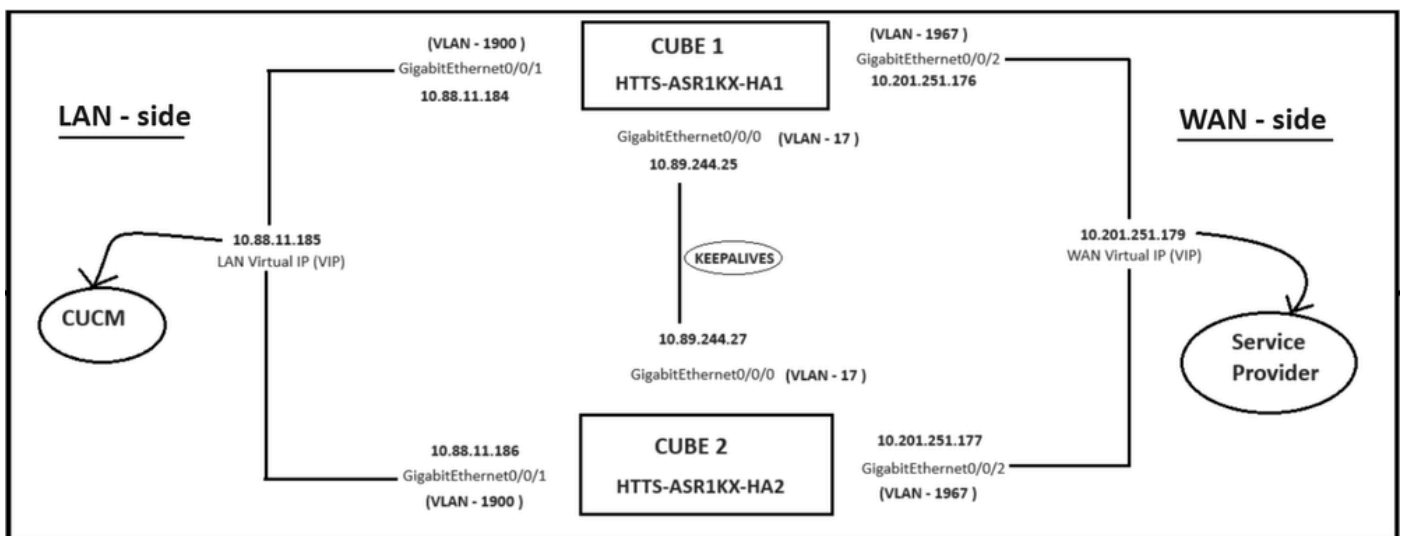 (VLAN - 1900 )
GigabitEthernet0/0/1
10.88.11.184
CUBE 1
HTTS-ASR1KX-HA1
(VLAN - 1967 )
GigabitEthernet0/0/2
10.201.251.176
LAN - side
WAN - side
GigabitEthernet0/0/0 (VLAN - 17 )
10.89.244.25
10.88.11.185
LAN Virtual IP (VIP)
KEEPALIVES
10.201.251.179
WAN Virtual IP (VIP)
CUCM
Service
Provider
10.89.244.27
GigabitEthernet0/0/0 (VLAN - 17 )
10.88.11.186
GigabitEthernet0/0/1
(VLAN - 1900 )
CUBE 2
HTTS-ASR1KX-HA2
10.201.251.177
GigabitEthernet0/0/2
(VLAN - 1967 )